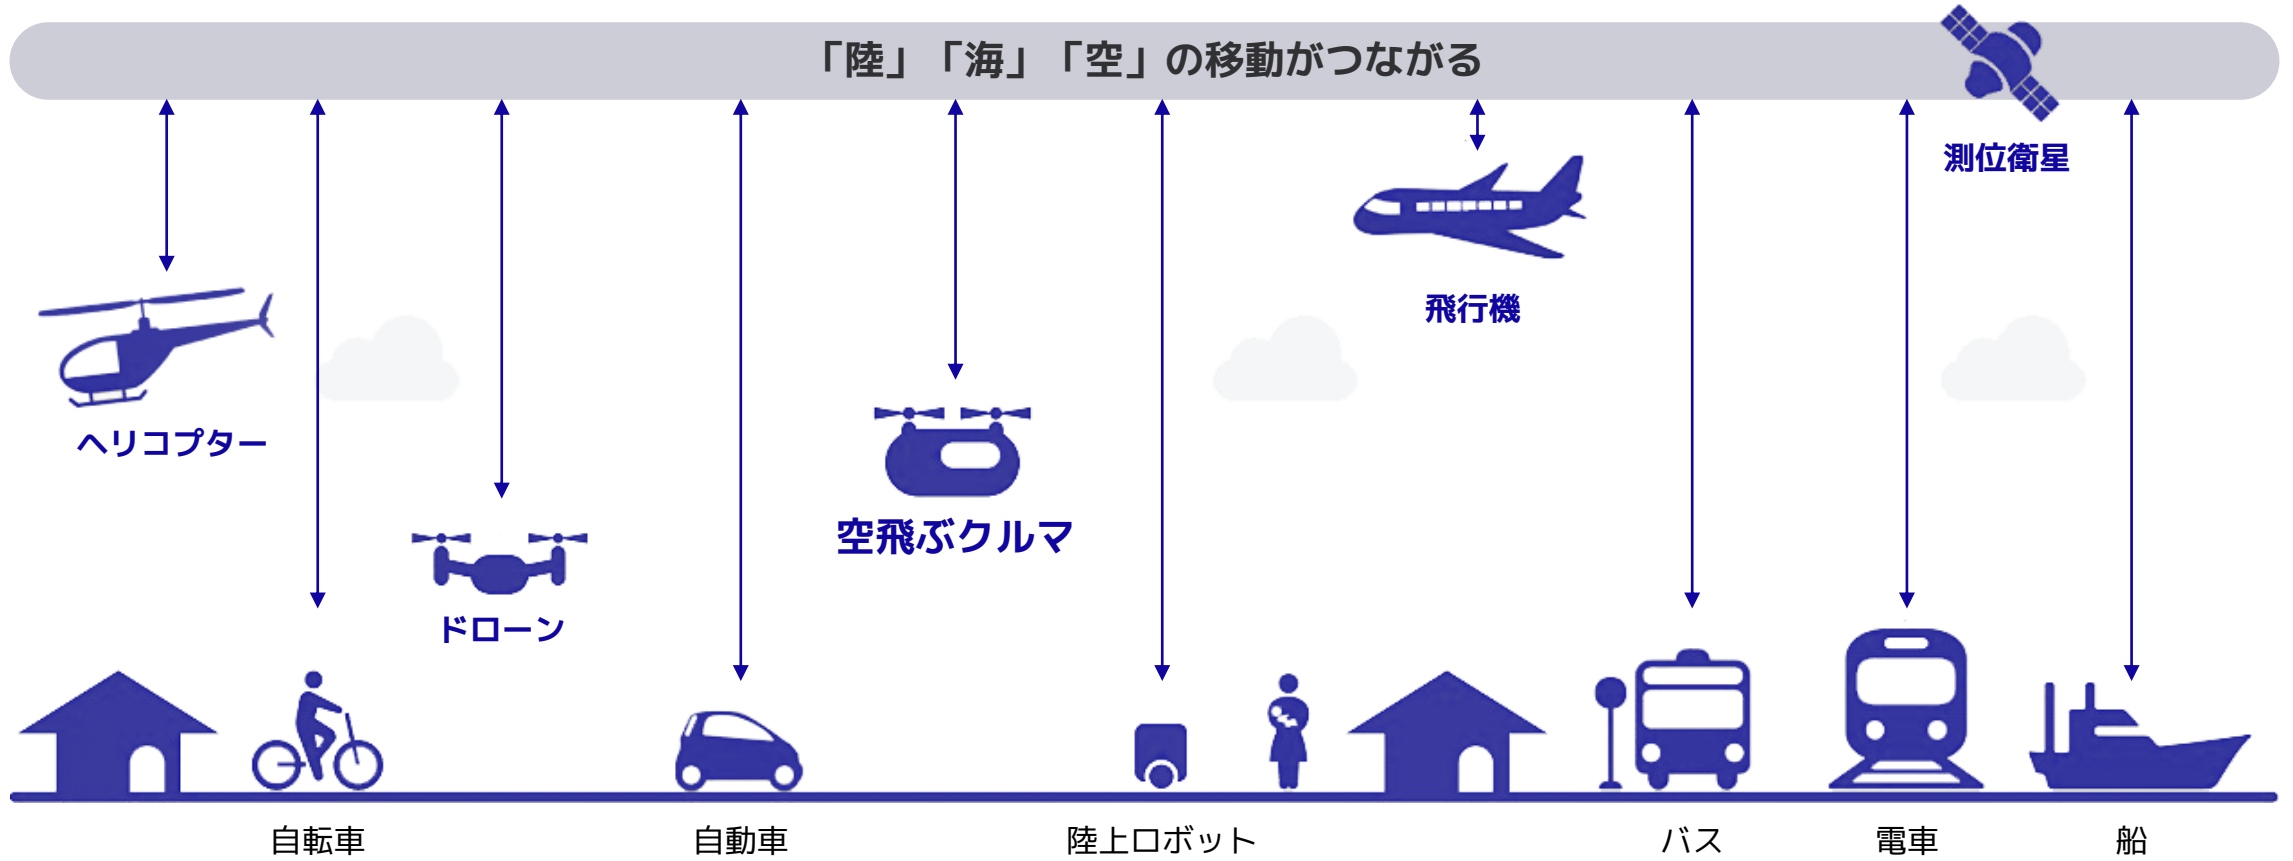 「陸」「海」「空」の移動がつながる
測位衛星
飛行機
ヘリコプター
空飛ぶクルマ
ドローン
自転車
自動車
陸上ロボット
バス
電車
船